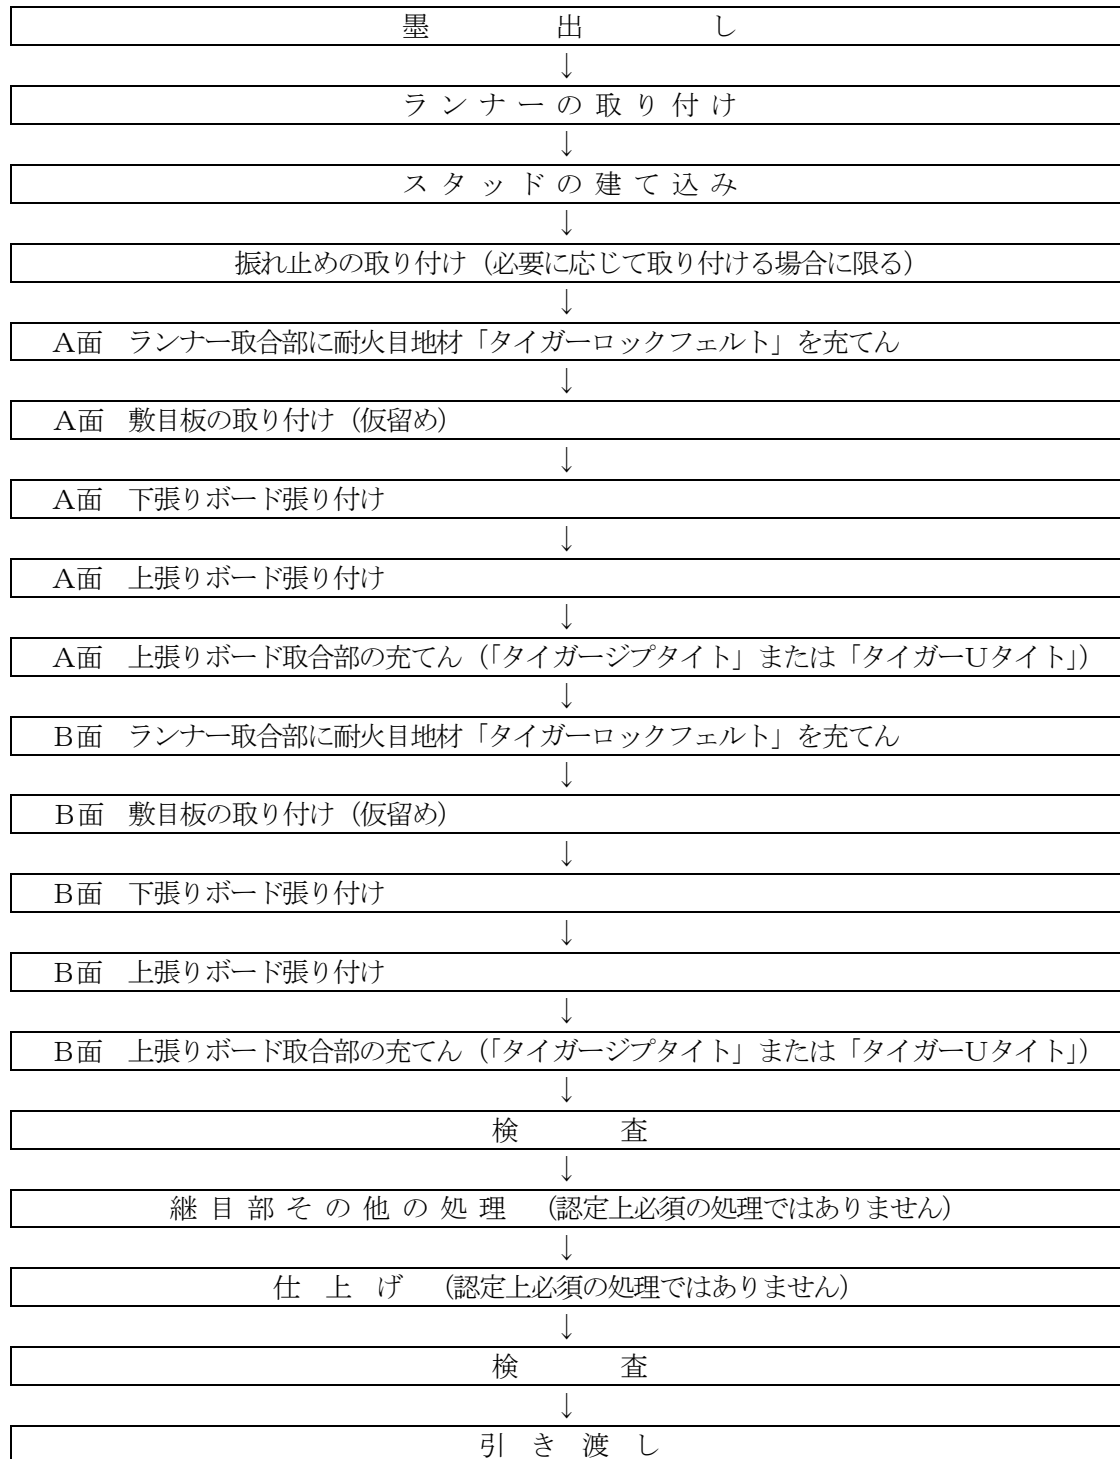 墨出し
↓
ランナーの取り付け
↓
スタッドの建て込み
↓
振れ止めの取り付け（必要に応じて取り付ける場合に限る）
↓
A面　ランナー取合部に耐火目地材「タイガーロックフェルト」を充てん
↓
A面　敷目板の取り付け（仮留め）
↓
A面　下張りボード張り付け
↓
A面　上張りボード張り付け
↓
A面　上張りボード取合部の充てん（「タイガージプタイト」または「タイガーUタイト」）
↓
B面　ランナー取合部に耐火目地材「タイガーロックフェルト」を充てん
↓
B面　敷目板の取り付け（仮留め）
↓
B面　下張りボード張り付け
↓
B面　上張りボード張り付け
↓
B面　上張りボード取合部の充てん（「タイガージプタイト」または「タイガーUタイト」）
↓
検査
↓
継目部その他の処理　（認定上必須の処理ではありません）
↓
仕上げ　（認定上必須の処理ではありません）
↓
検査
↓
引き渡し